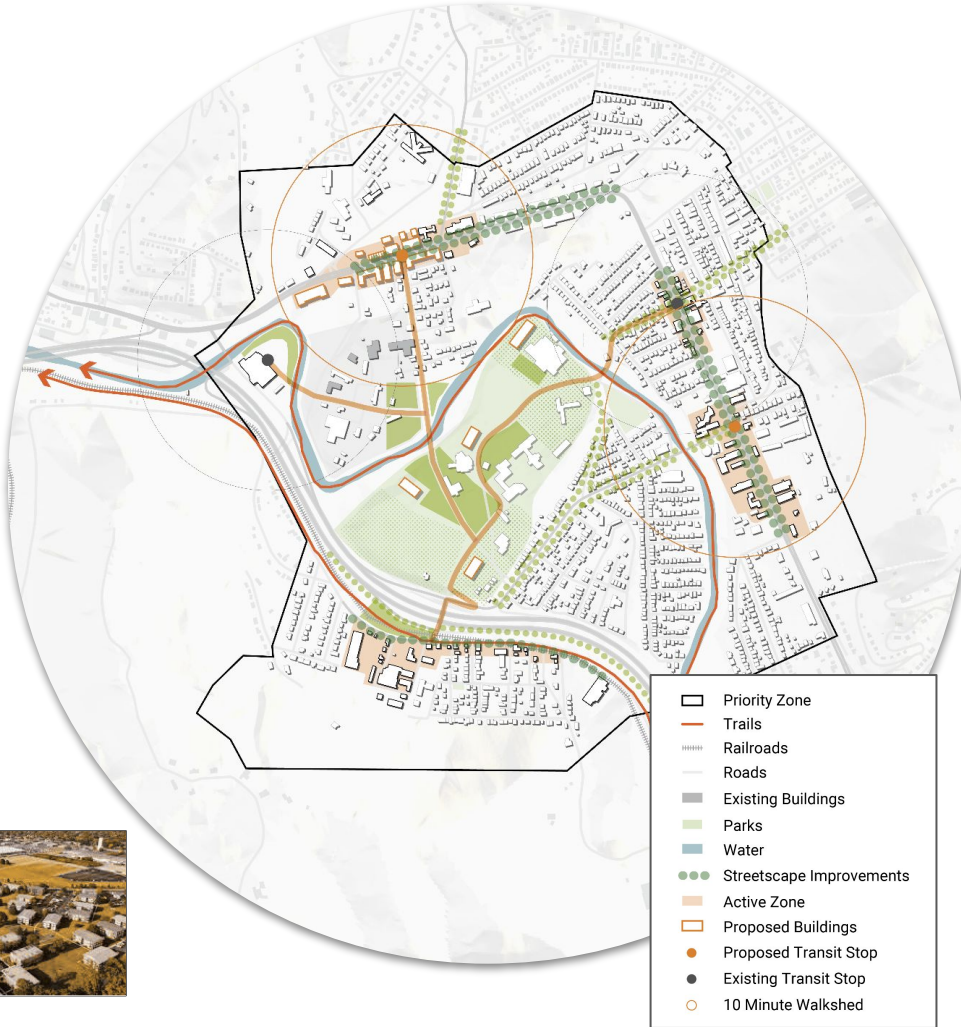 Priority Zone
Trails
Railroads
Roads
Existing Buildings
Parks
Water
Streetscape Improvements
Active Zone
Proposed Buildings
Proposed Transit Stop
Existing Transit Stop
10 Minute Walkshed